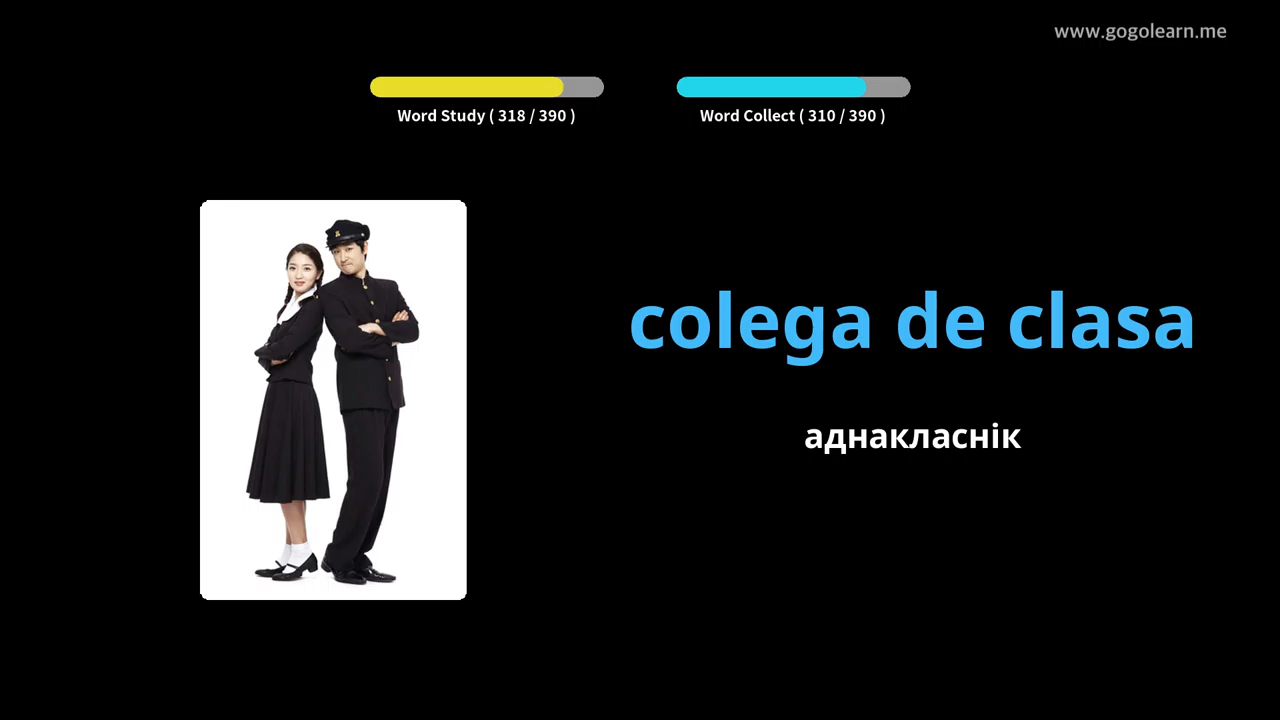 www.gogolearn.me
Word Study ( 318 / 390 )
Word Collect ( 310 / 390 )
colega de clasa
аднакласнік